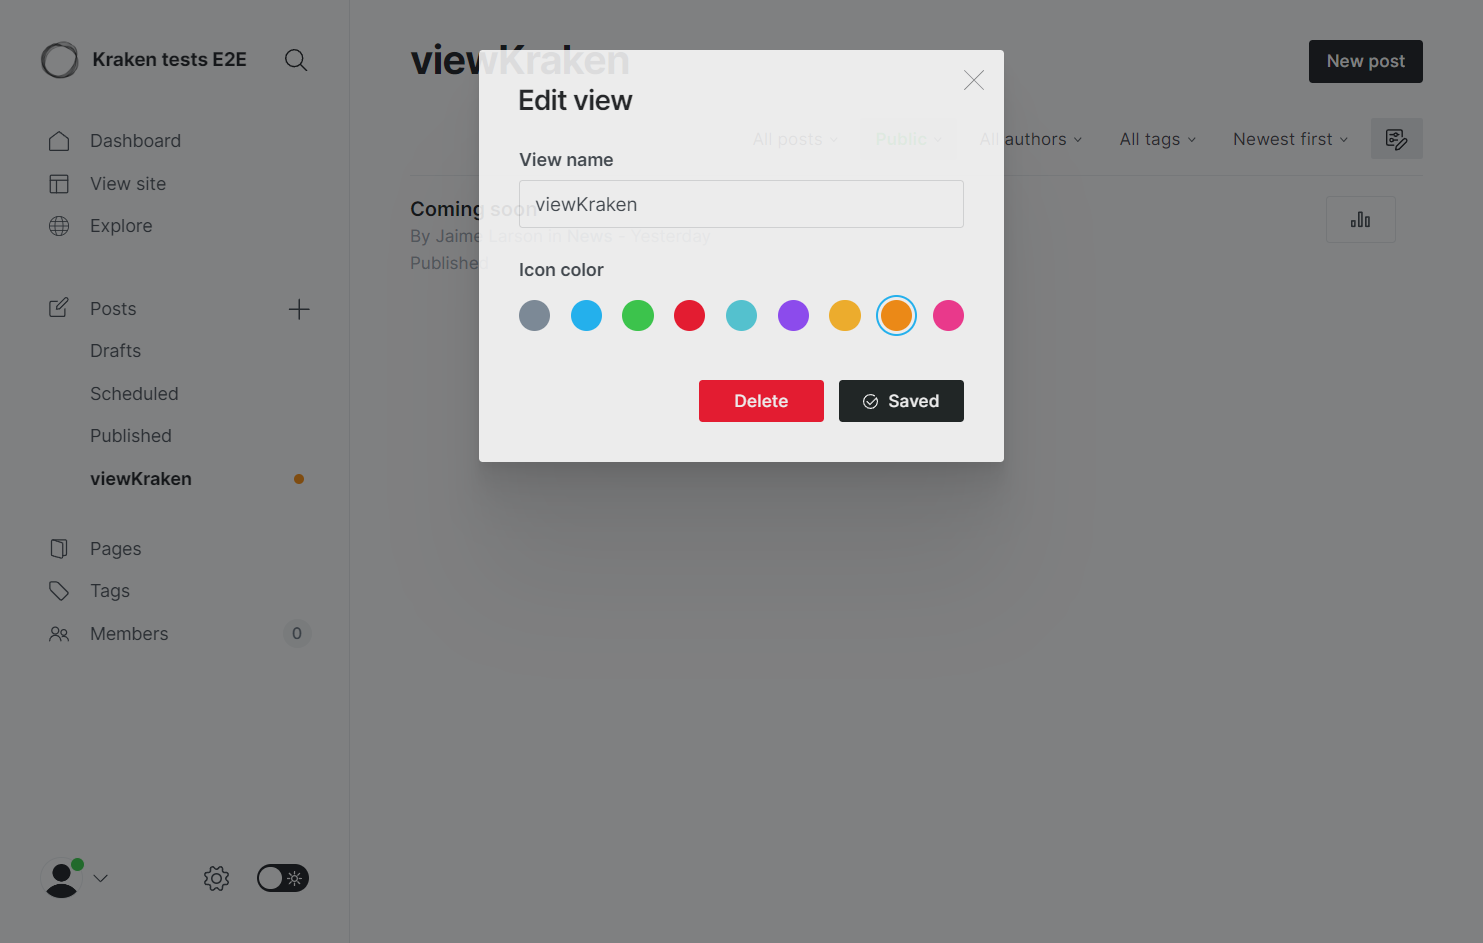 Kraken tests E2E
Dashboard
View site
Explore
Posts
Drafts
Scheduled
Published
viewKraken
Pages
Tags
Members
0
viewKraken
New post
All posts
Public
All authors
All tags
Newest first
Coming soon
By Jaime Larson in News - Yesterday
Published
Edit view
View name
viewKraken
Icon color
Delete
Saved